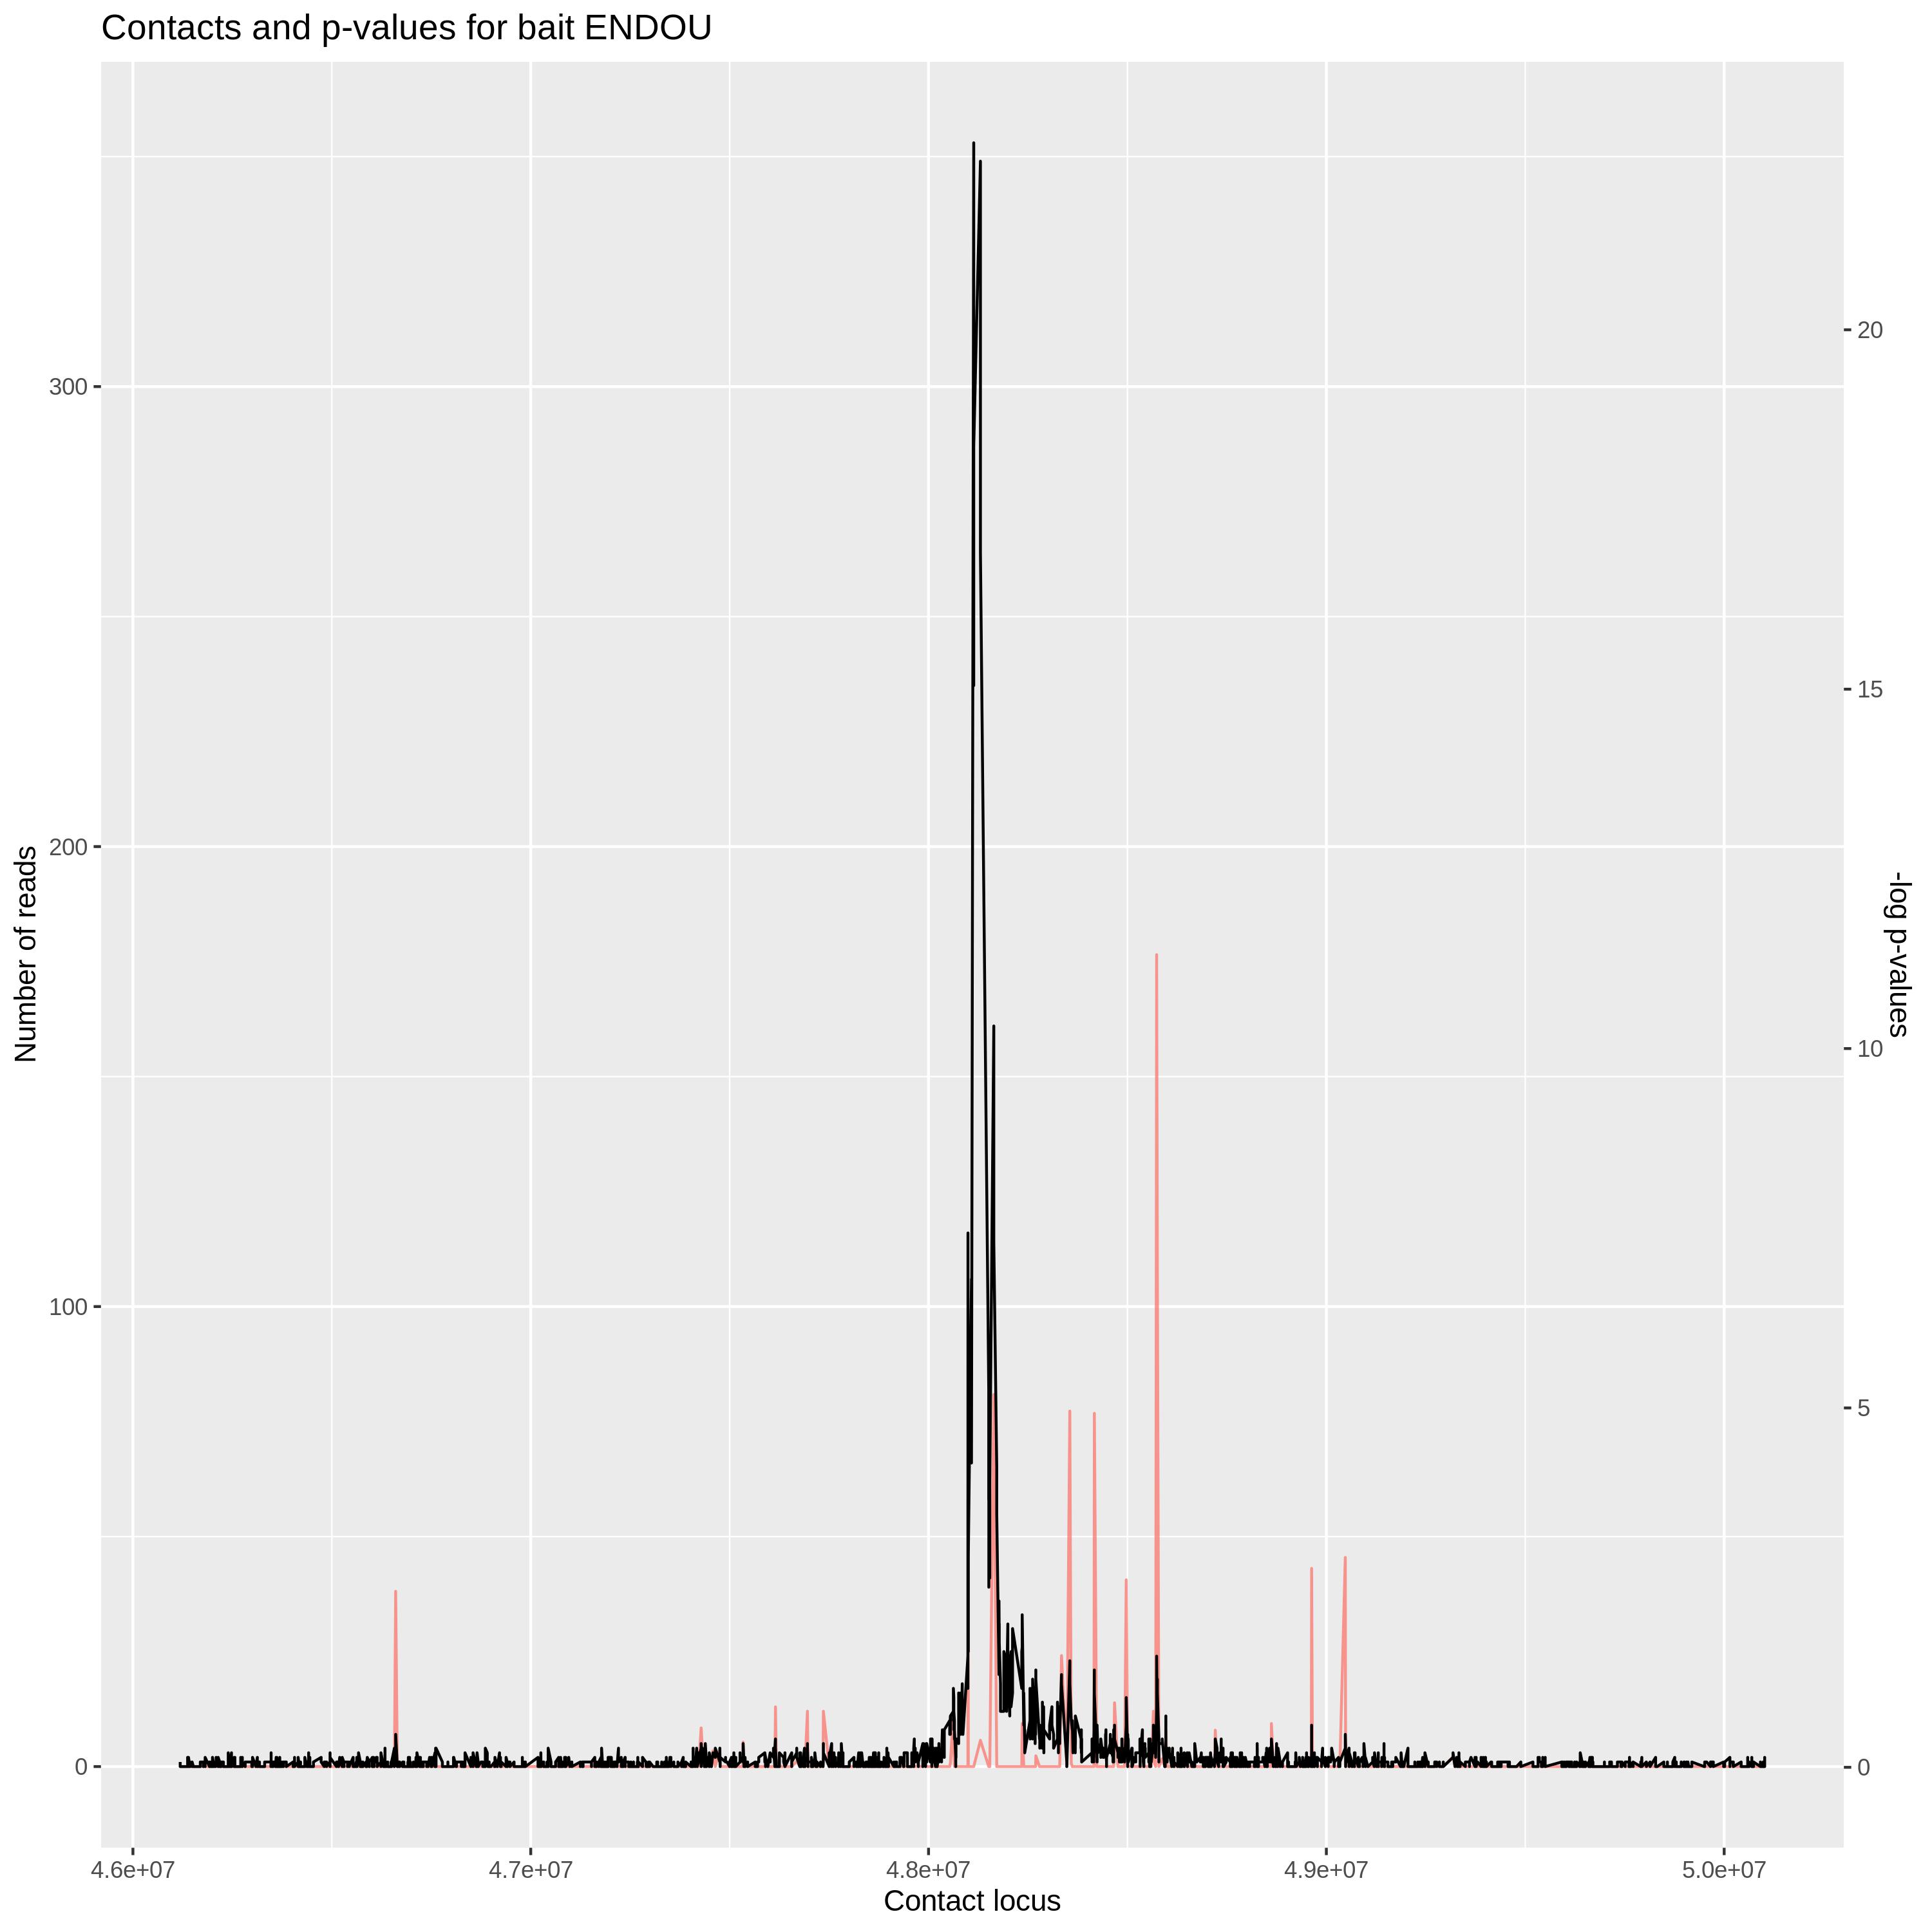 Contacts and p-values for bait ENDOU
300
200
100
0
Number of reads
20
15
10
5
0
-log p-values
4.6e+07 4.7e+07 4.8e+07 4.9e+07 5.0e+07
Contact locus